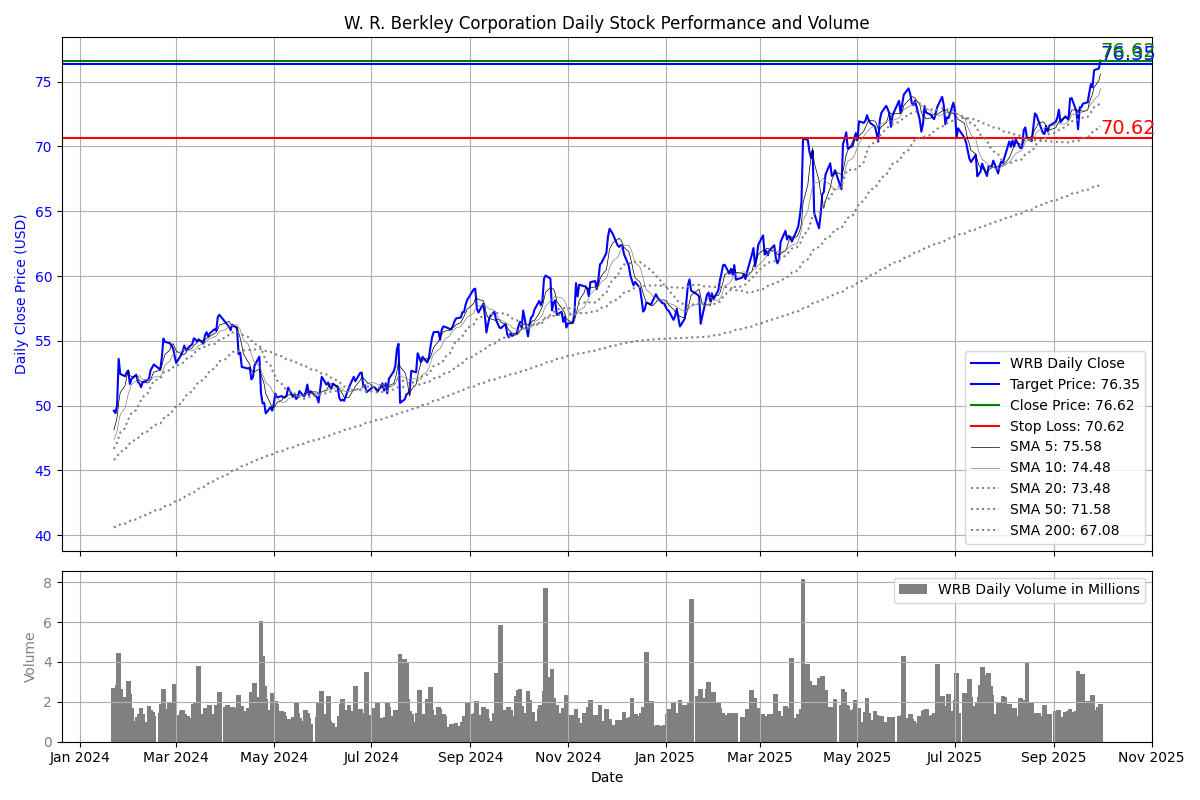 W. R. Berkley Corporation Daily Stock Performance and Volume
76.62
76.35
75
70.62
70
65
60
55
50
45
40
Daily Close Price (USD)
WRB Daily Close
Target Price: 76.35
Close Price: 76.62
Stop Loss: 70.62
SMA 5: 75.58
SMA 10: 74.48
SMA 20: 73.48
SMA 50: 71.58
SMA 200: 67.08
8
6
4
2
0
Volume
WRB Daily Volume in Millions
Jan 2024 Mar 2024 May 2024 Jul 2024 Sep 2024 Nov 2024 Jan 2025 Mar 2025 May 2025 Jul 2025 Sep 2025 Nov 2025
Date